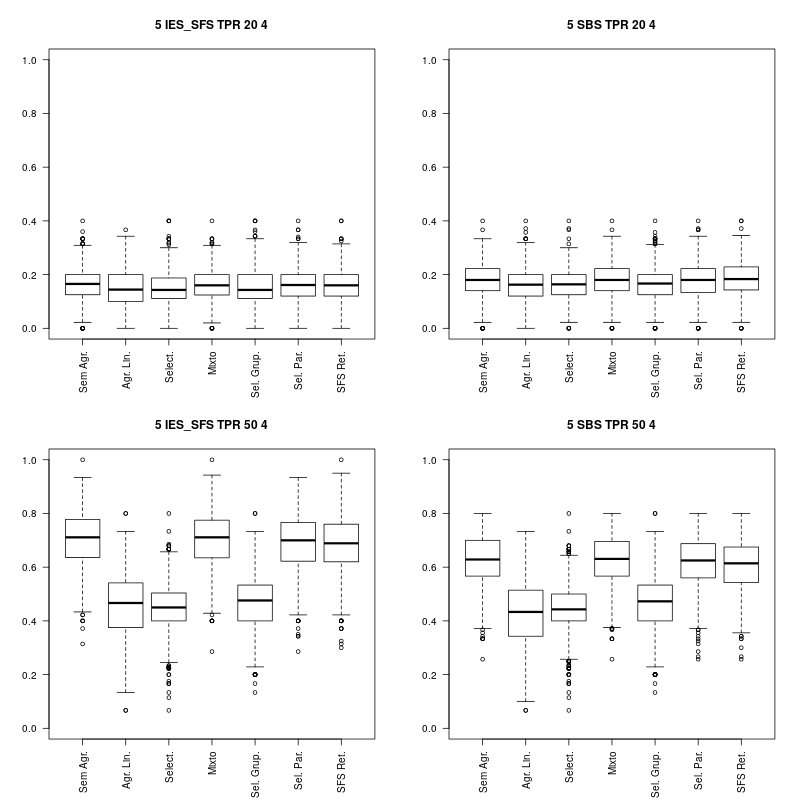 5 IES_SFS TPR 20 4
1.0
0.8
0.6
0.4
0.2
0.0
Sem Agr.
Agr. Lin.
Select.
Mixto
Sel. Grup.
Sel. Par.
SFS Ret.
5 SBS TPR 20 4
1.0
0.8
0.6
0.4
0.2
0.0
Sem Agr.
Agr. Lin.
Select.
Mixto
Sel. Grup.
Sel. Par.
SFS Ret.
5 IES_SFS TPR 50 4
1.0
0.8
0.6
0.4
0.2
0.0
Sem Agr.
Agr. Lin.
Select.
Mixto
Sel. Grup.
Sel. Par.
SFS Ret.
5 SBS TPR 50 4
1.0
0.8
0.6
0.4
0.2
0.0
Sem Agr.
Agr. Lin.
Select.
Mixto
Sel. Grup.
Sel. Par.
SFS Ret.